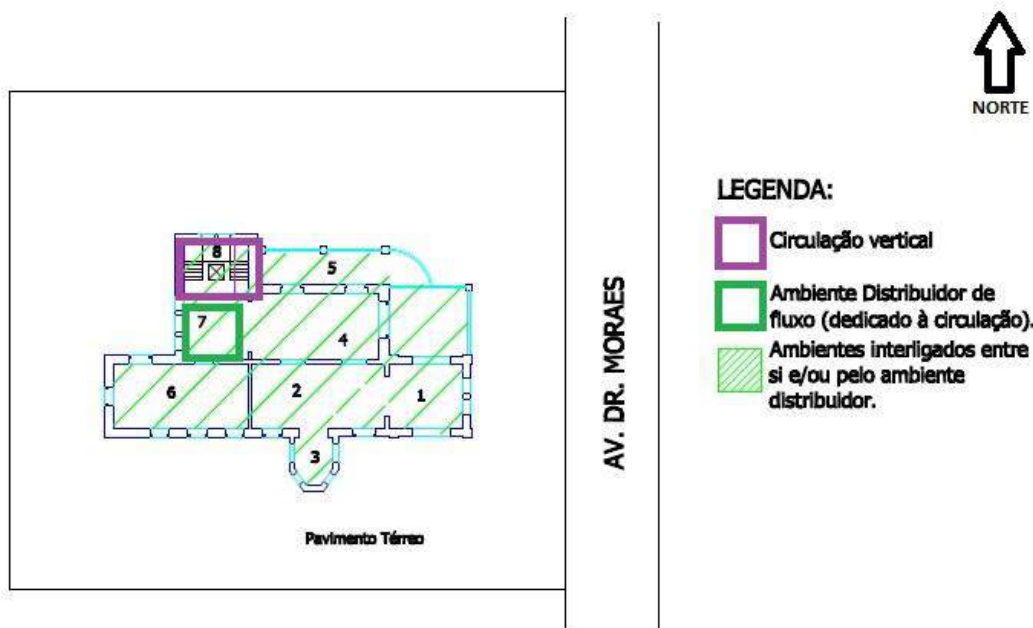 NORTE
LEGENDA:
Circulação vertical
Ambiente Distribuidor de
fluxo (dedicado à circulação).
Ambientes interligados entre
si e/ou pelo ambiente
distribuidor.
AV. DR. MORAES
8
5
7
4
6
2
1
3
Pavimento Térreo